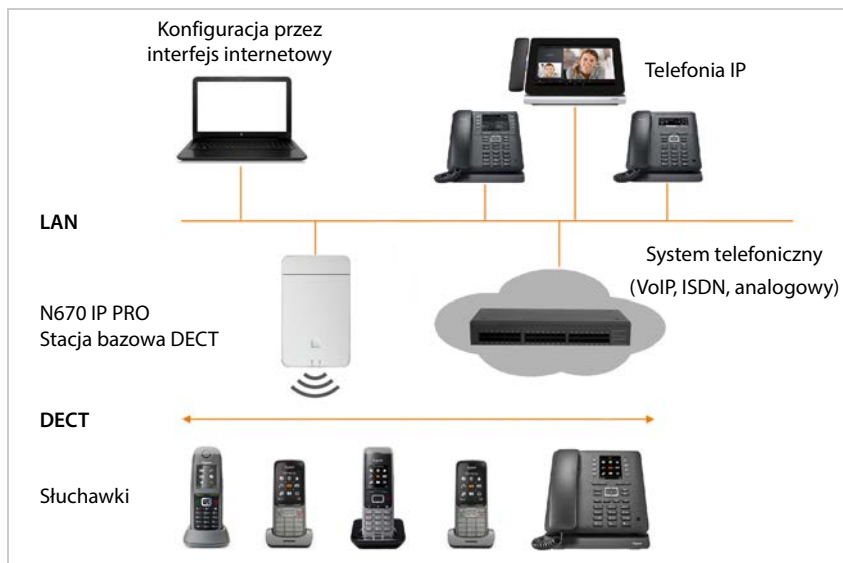 Konfiguracja przez
interfejs internetowy
Telefonia IP
LAN
System telefoniczny
(VoIP, ISDN, analogowy)
N670 IP PRO
Stacja bazowa DECT
DECT
Słuchawki